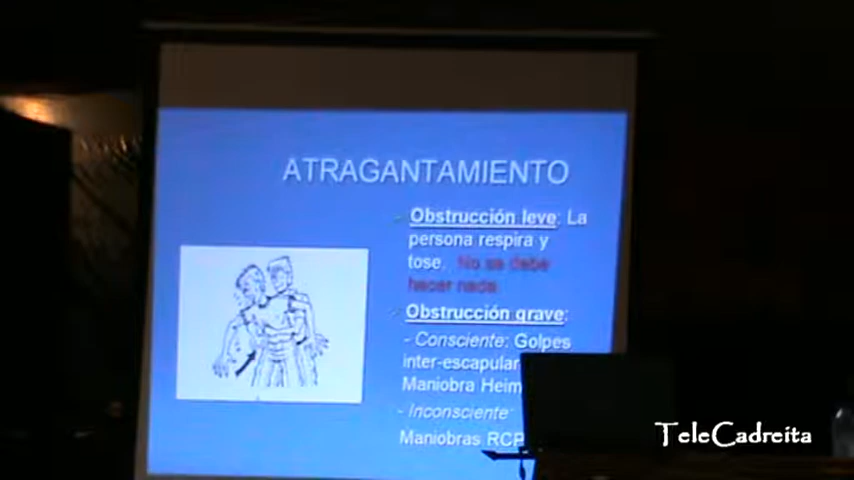 ATRAGANTAMIENTO
- Obstrucción leve: La
persona respira y
tose. No se debe
hacer nada.
- Obstrucción grave:
- Consciente: Golpes
inter-escapular
Maniobra Heim
- Inconsciente:
Maniobras RCP
TeleCadreita